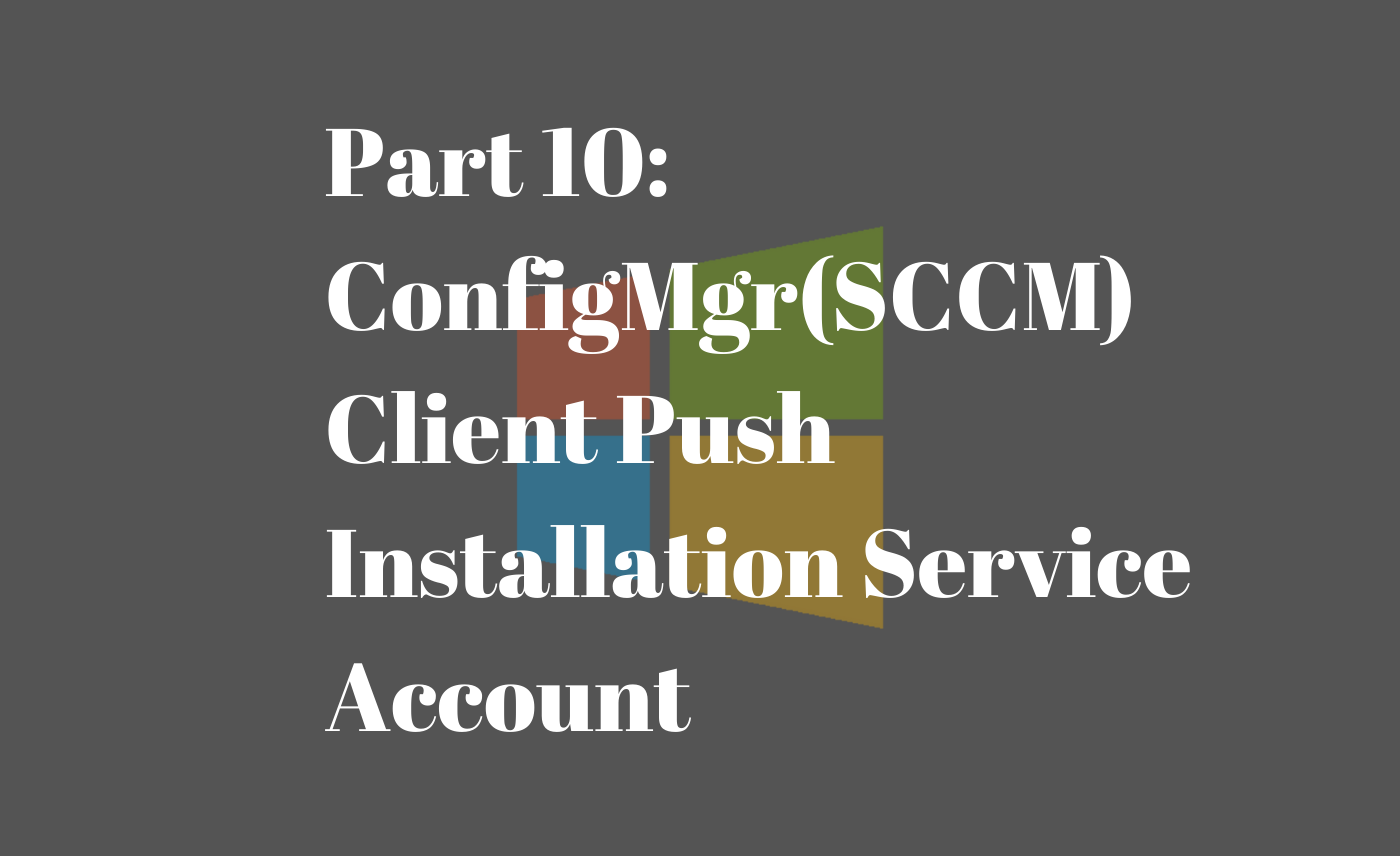 Part 10:
ConfigMgr(SCCM)
Client Push
Installation Service
Account